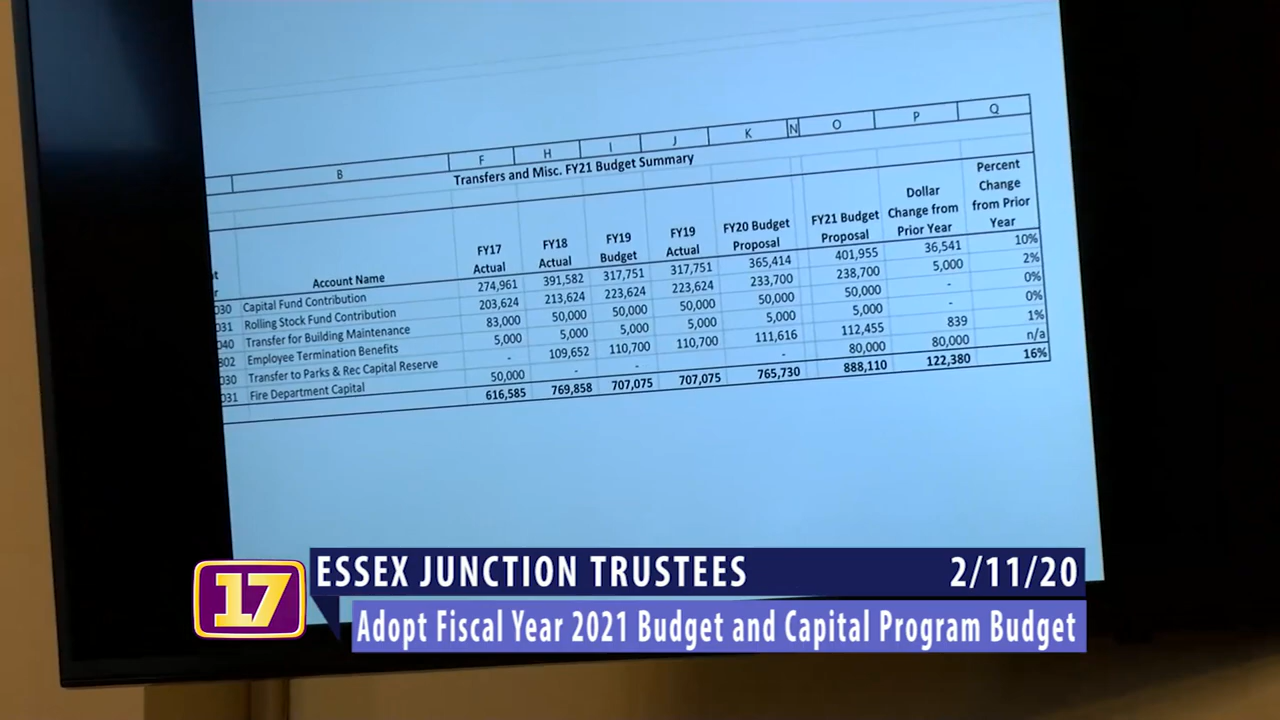 B F H I J K N O P Q
Transfers and Misc. FY21 Budget Summary
Account Name FY17 Actual FY18 Actual FY19 Budget FY19 Actual FY20 Budget Proposal FY21 Budget Proposal Dollar Change from Prior Year Percent Change from Prior Year
030 Capital Fund Contribution 274,961 391,582 317,751 317,751 365,414 401,955 36,541 10%
031 Rolling Stock Fund Contribution 203,624 213,624 223,624 223,624 233,700 238,700 5,000 2%
040 Transfer for Building Maintenance 83,000 50,000 50,000 50,000 50,000 50,000 - 0%
802 Employee Termination Benefits 5,000 5,000 5,000 5,000 5,000 5,000 - 0%
030 Transfer to Parks & Rec Capital Reserve - 109,652 110,700 110,700 111,616 112,455 839 1%
031 Fire Department Capital 50,000 - - - - 80,000 80,000 n/a
616,585 769,858 707,075 707,075 765,730 888,110 122,380 16%
17
ESSEX JUNCTION TRUSTEES 2/11/20
Adopt Fiscal Year 2021 Budget and Capital Program Budget